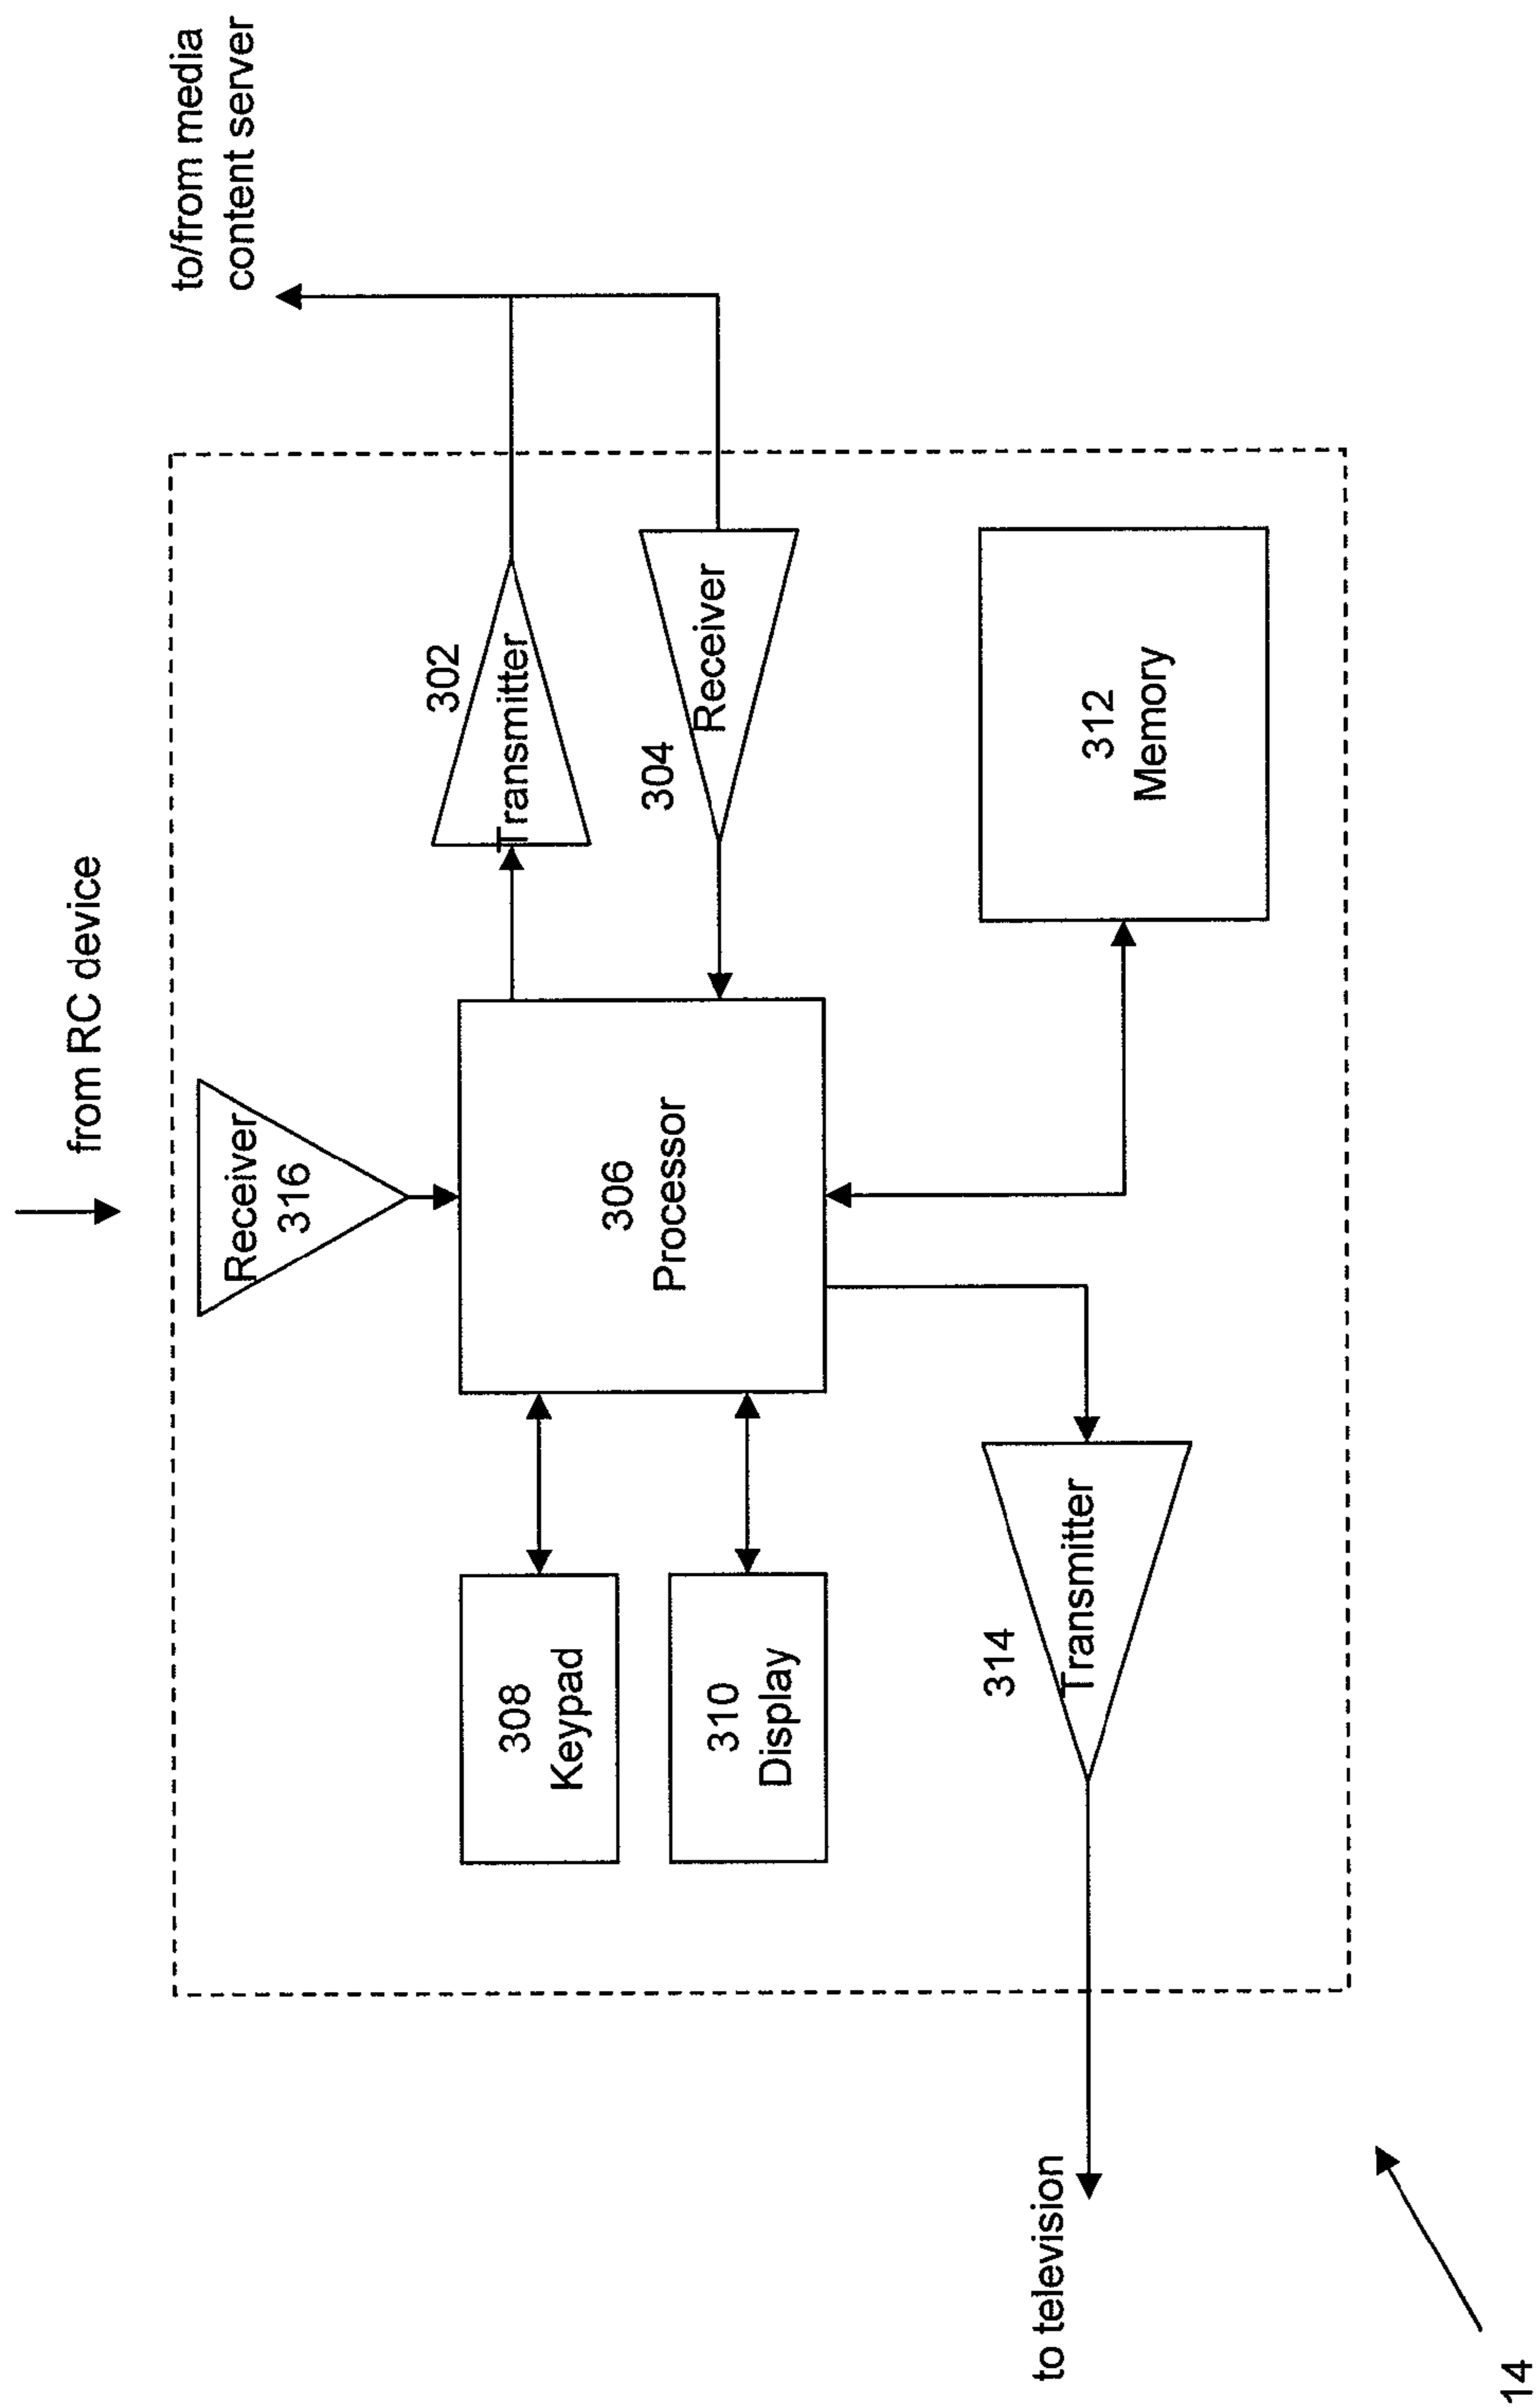 from RC device
to/from media
content server
Receiver
316
302
Transmitter
304
Receiver
306
Processor
308
Keypad
310
Display
312
Memory
314
Transmitter
to television
14